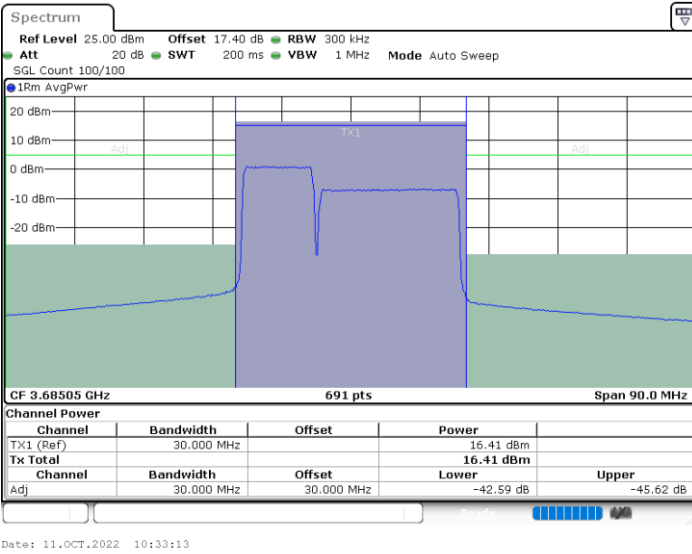 Spectrum
Ref Level 25.00 dBm Offset 17.40 dB RBW 300 kHz
Att 20 dB SWT 200 ms VBW 1 MHz Mode Auto Sweep
SGL Count 100/100
1Rm AvgPwr
20 dBm
TX1
10 dBm
Adj Adj
0 dBm
-10 dBm
-20 dBm
CF 3.68505 GHz 691 pts Span 90.0 MHz
Channel Power
Channel Bandwidth Offset Power
TX1 (Ref) 30.000 MHz 16.41 dBm
Tx Total 16.41 dBm
Channel Bandwidth Offset Lower Upper
Adj 30.000 MHz 30.000 MHz -42.59 dB -45.62 dB
Ready
Date: 11.OCT.2022 10:33:13